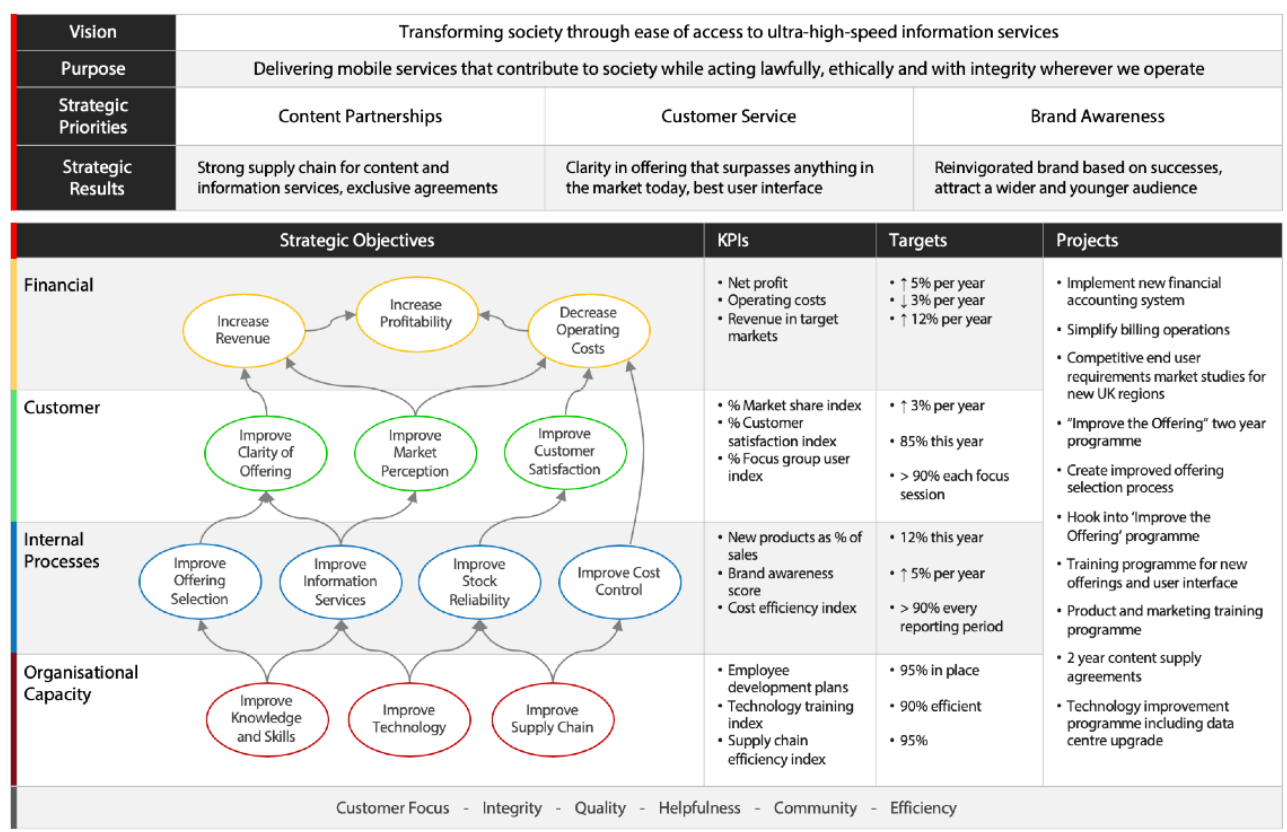 Vision
Transforming society through ease of access to ultra-high-speed information services
Purpose
Delivering mobile services that contribute to society while acting lawfully, ethically and with integrity wherever we operate
Strategic
Priorities
Content Partnerships
Customer Service
Brand Awareness
Strategic
Results
Strong supply chain for content and
information services, exclusive agreements
Clarity in offering that surpasses anything in
the market today, best user interface
Reinvigorated brand based on successes,
attract a wider and younger audience
Strategic Objectives
KPIs
Targets
Projects
Financial
Increase
Revenue
Increase
Profitability
Decrease
Operating
Costs
• Net profit
• Operating costs
• Revenue in target
markets
• ↑ 5% per year
• ↓ 3% per year
• ↑ 12% per year
Customer
Improve
Clarity of
Offering
Improve
Market
Perception
Improve
Customer
Satisfaction
• % Market share index
• % Customer
satisfaction index
• % Focus group user
index
• ↑ 3% per year
• 85% this year
• > 90% each focus
session
Internal
Processes
Improve
Offering
Selection
Improve
Information
Services
Improve
Stock
Reliability
Improve Cost
Control
• New products as % of
sales
• Brand awareness
score
• Cost efficiency index
• 12% this year
• ↑ 5% per year
• > 90% every
reporting period
Organisational
Capacity
Improve
Knowledge
and Skills
Improve
Technology
Improve
Supply Chain
• Employee
development plans
• Technology training
index
• Supply chain
efficiency index
• 95% in place
• 90% efficient
• 95%
• Implement new financial
accounting system
• Simplify billing operations
• Competitive end user
requirements market studies for
new UK regions
• "Improve the Offering" two year
programme
• Create improved offering
selection process
• Hook into 'Improve the
Offering' programme
• Training programme for new
offerings and user interface
• Product and marketing training
programme
• 2 year content supply
agreements
• Technology improvement
programme including data
centre upgrade
Customer Focus - Integrity - Quality - Helpfulness - Community - Efficiency